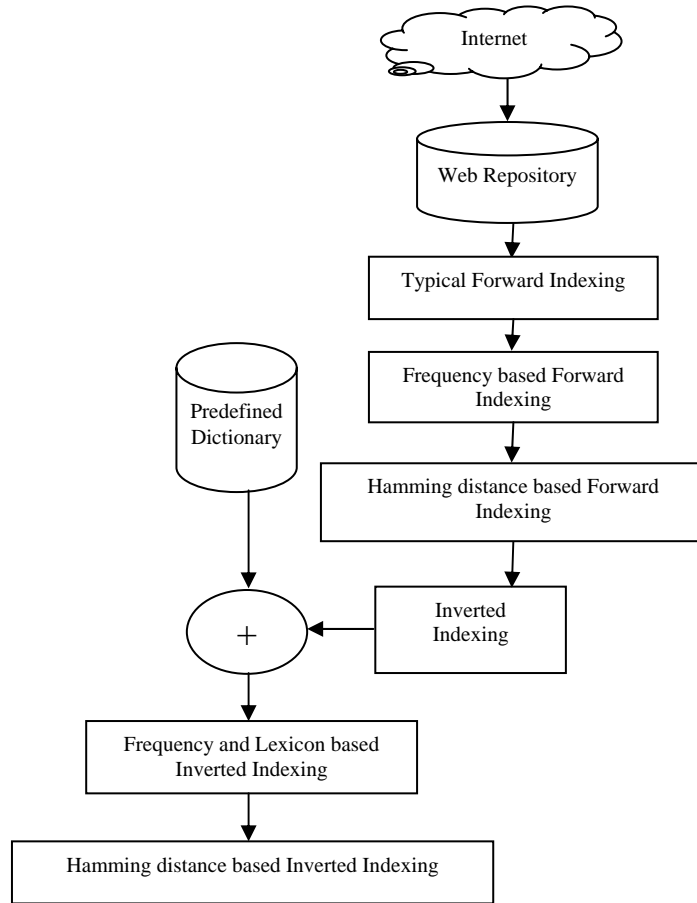 Internet
Web Repository
Typical Forward Indexing
Frequency based Forward
Indexing
Predefined
Dictionary
Hamming distance based Forward
Indexing
Inverted
Indexing
+
Frequency and Lexicon based
Inverted Indexing
Hamming distance based Inverted Indexing